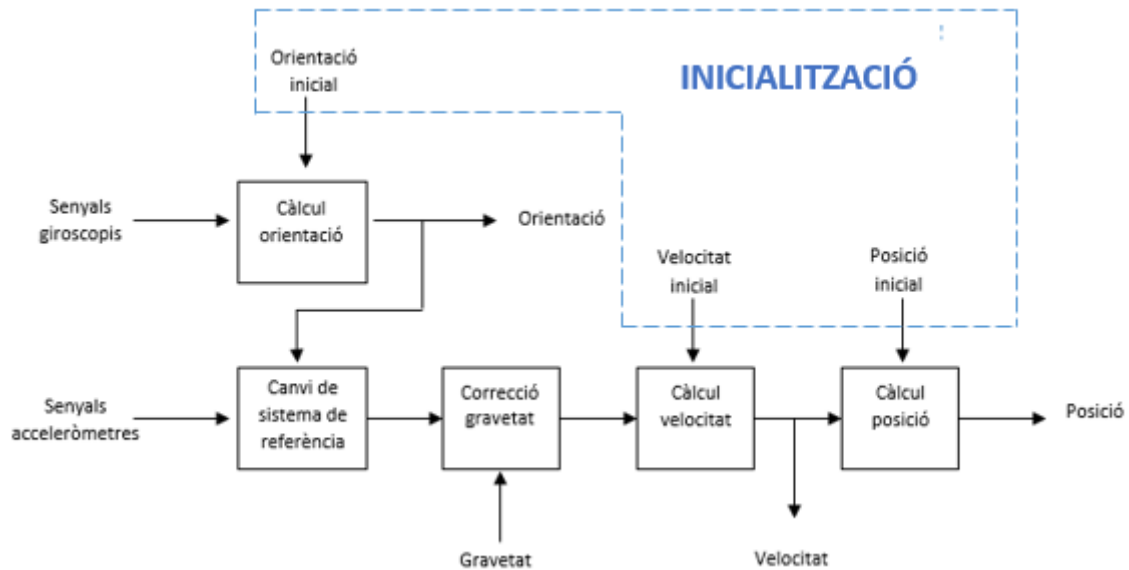 Orientació
inicial
INICIALITZACIÓ
Senyals
giroscopis
Càlcul
orientació
Orientació
Velocitat
inicial
Posició
inicial
Senyals
acceleròmetres
Canvi de
sistema de
referència
Correcció
gravetat
Càlcul
velocitat
Càlcul
posició
Posició
Gravetat
Velocitat